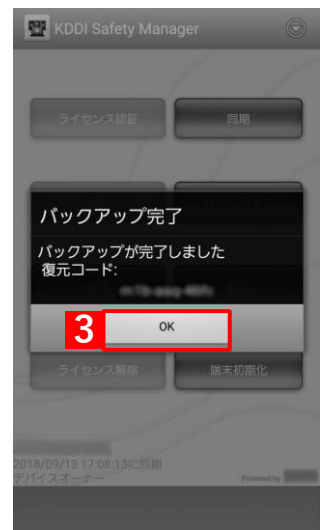 KDDI Safety Manager
ライセンス認証
同期
バックアップ完了
バックアップが完了しました
復元コード:
3
OK
ライセンス解除
端末初期化
2018/09/13 17:08:13に同期
デバイスオーナー
Powered by